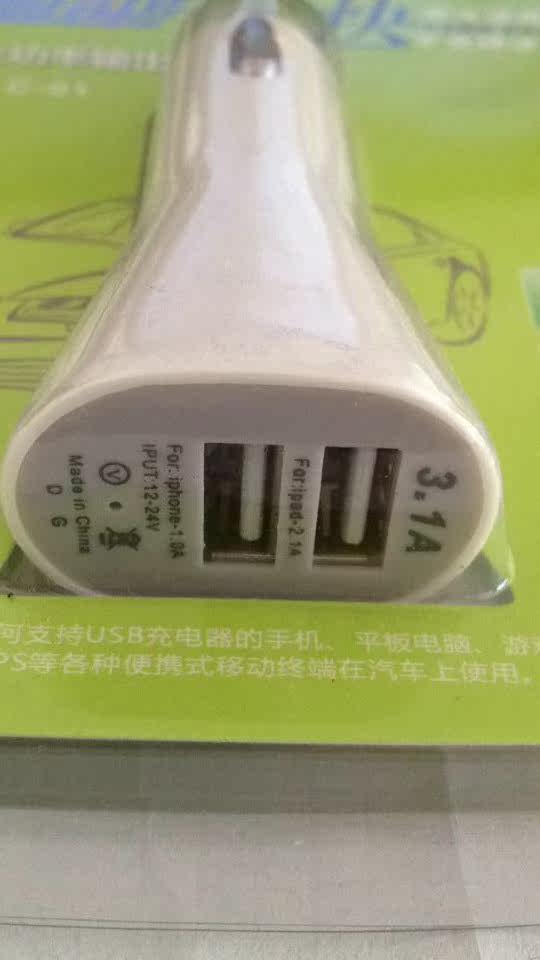 C-01
3.1A
For:ipad-2.1A
For:iphone-1.0A
IPUT:12-24V
V
Made in China
D G
何支持USB充电器的手机、平板电脑、游
PS等各种便携式移动终端在汽车上使用。